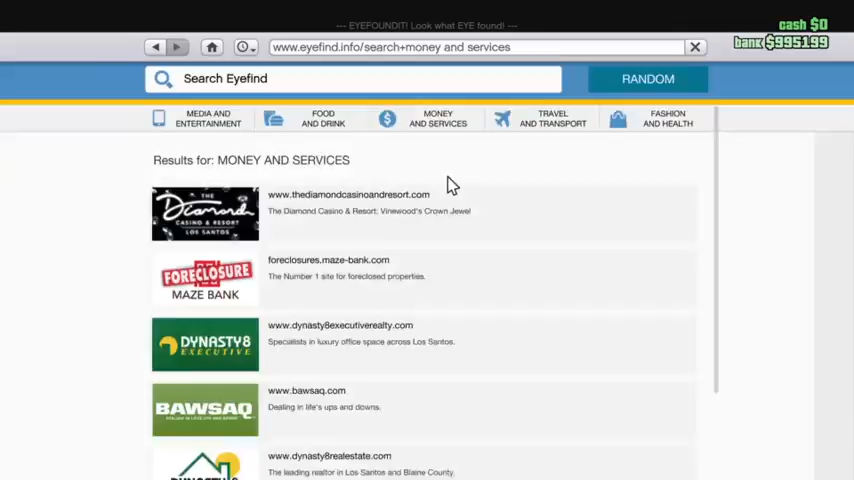 --- EYEFOUNDIT! Look what EYE found! ---
cash $0
bank $995199
www.eyefind.info/search+money and services
Search Eyefind
RANDOM
MEDIA AND
ENTERTAINMENT
FOOD
AND DRINK
MONEY
AND SERVICES
TRAVEL
AND TRANSPORT
FASHION
AND HEALTH
Results for: MONEY AND SERVICES
THE
Diamond
CASINO & RESORT
LOS SANTOS
www.thediamondcasinoandresort.com
The Diamond Casino & Resort: Vinewood's Crown Jewel
FORECLOSURE
MAZE BANK
foreclosures.maze-bank.com
The Number 1 site for foreclosed properties.
DYNASTY8
EXECUTIVE
www.dynasty8executiverealty.com
Specialists in luxury office space across Los Santos.
BAWSAQ
www.bawsaq.com
Dealing in life's ups and downs.
www.dynasty8realestate.com
The leading realtor in Los Santos and Blaine County.